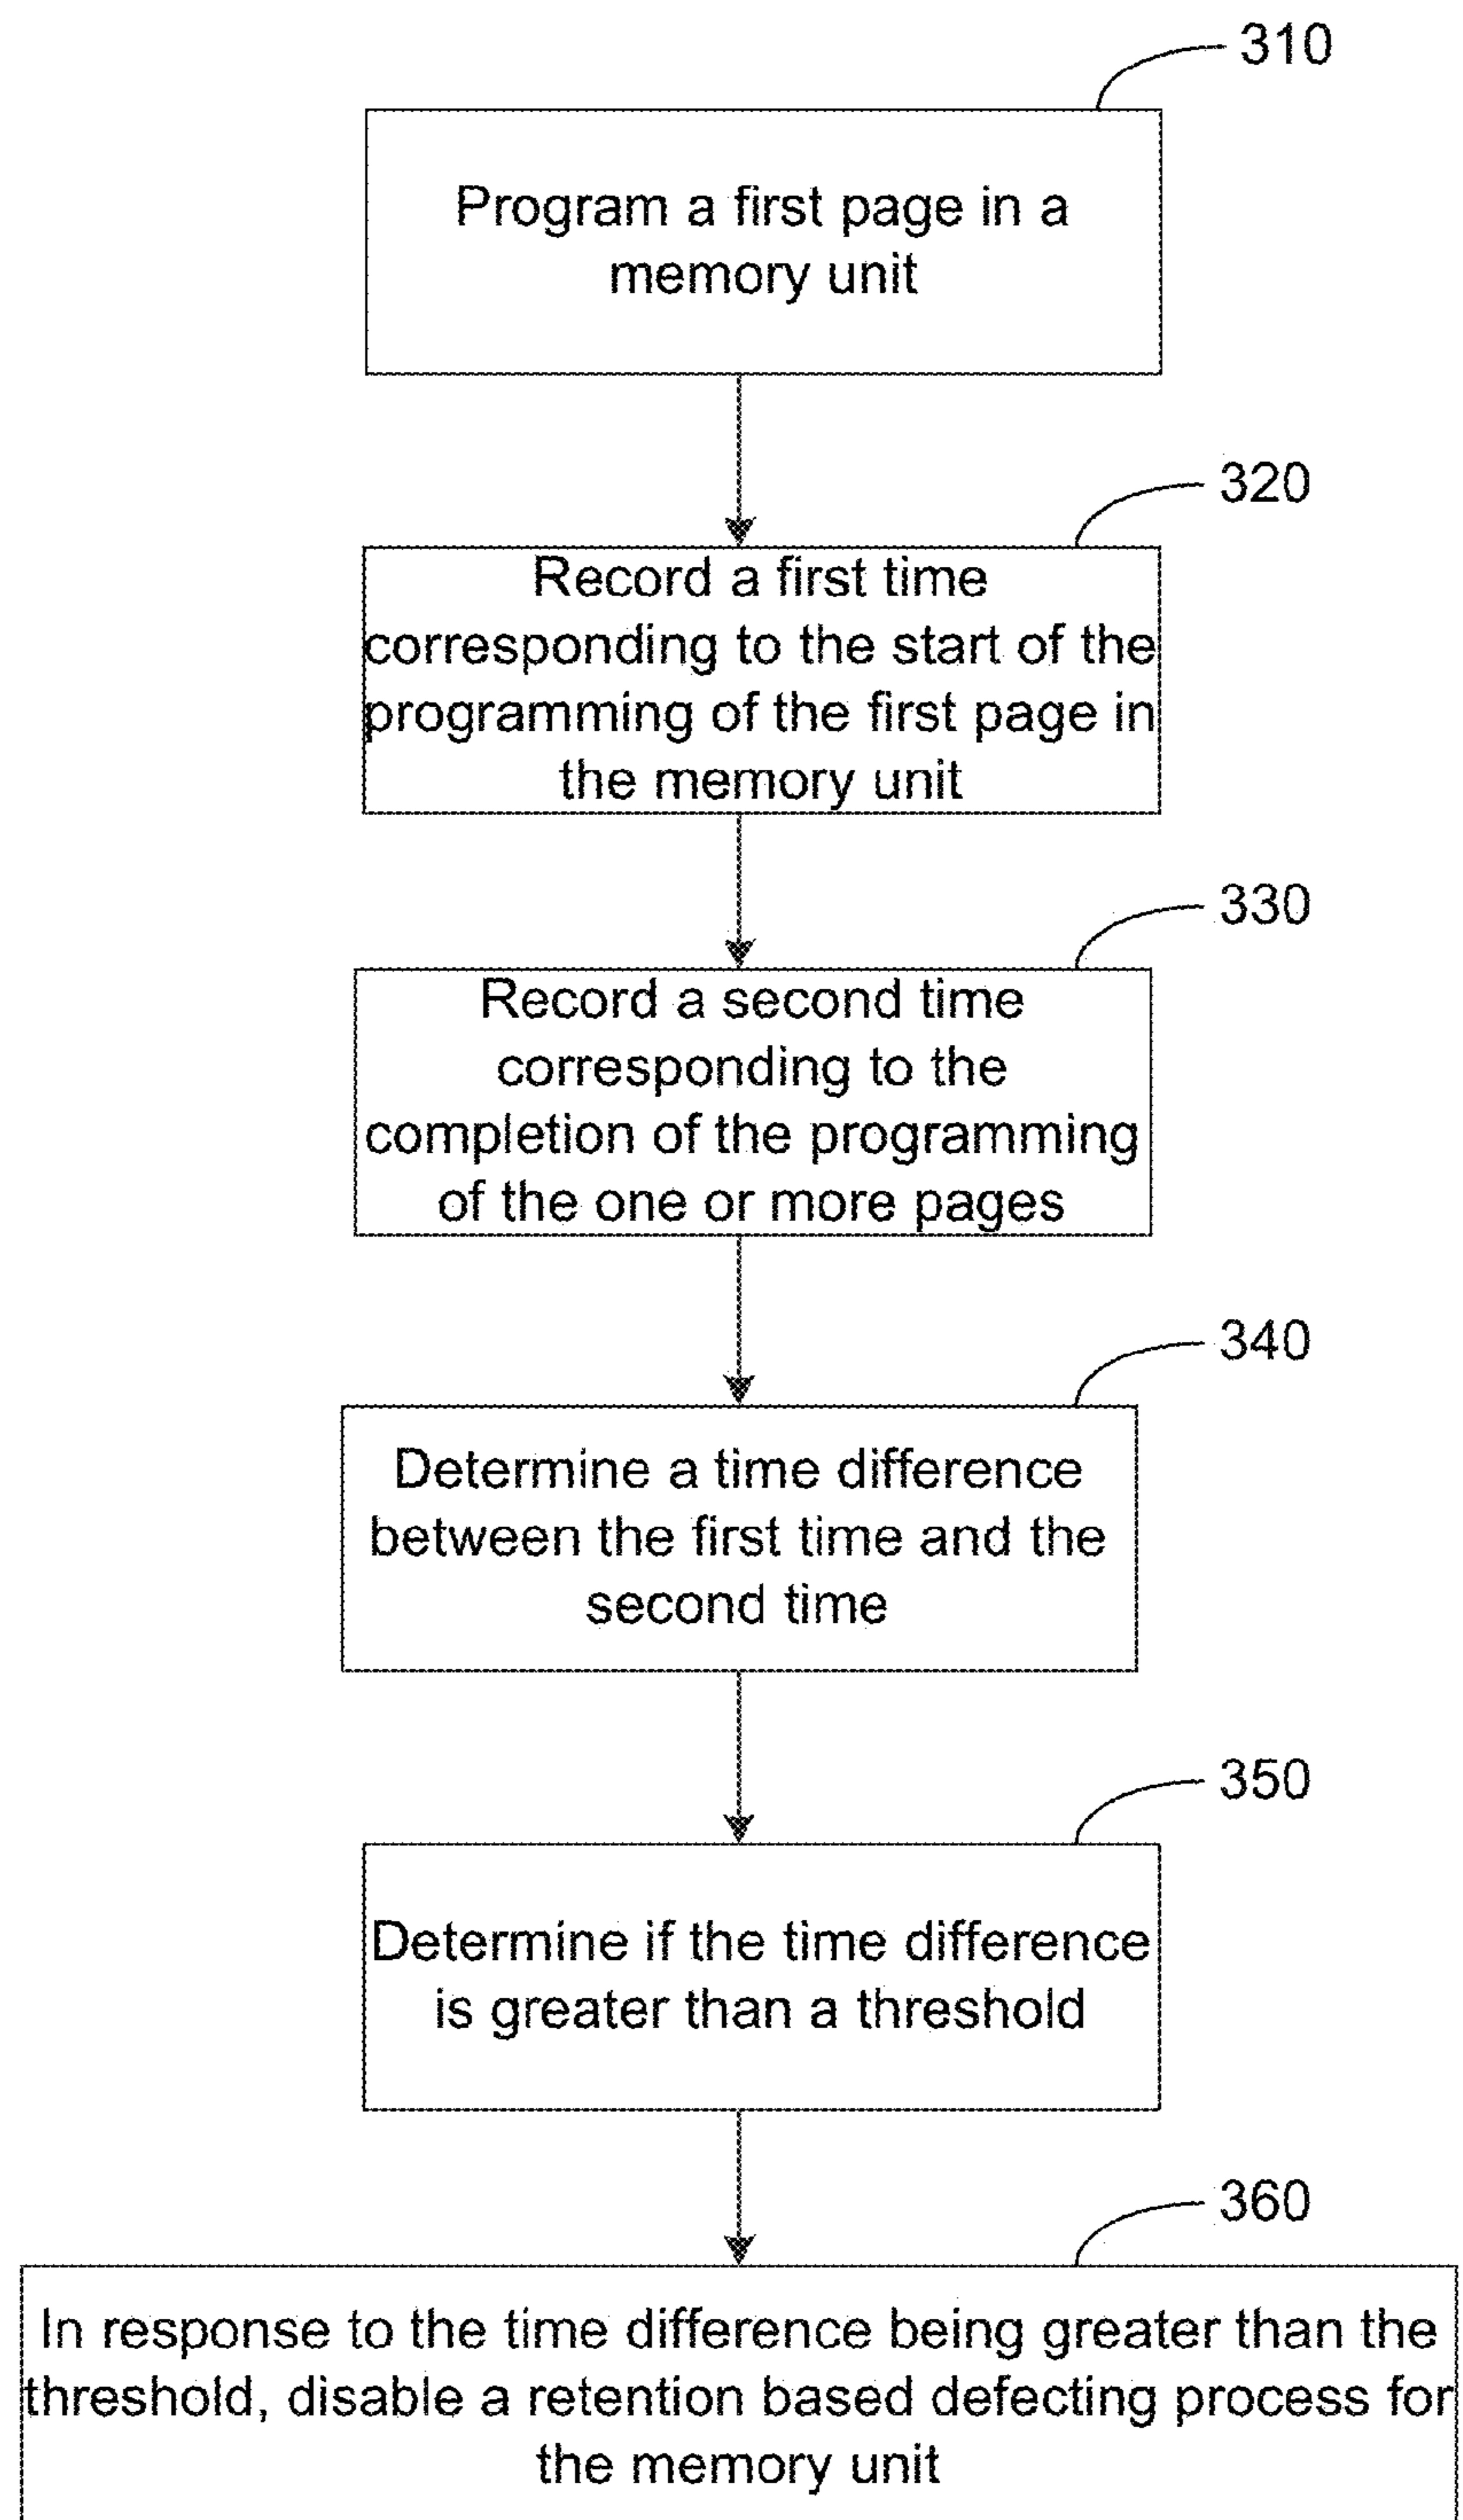 310
Program a first page in a
memory unit
320
Record a first time
corresponding to the start of the
programming of the first page in
the memory unit
330
Record a second time
corresponding to the
completion of the programming
of the one or more pages
340
Determine a time difference
between the first time and the
second time
350
Determine if the time difference
is greater than a threshold
360
In response to the time difference being greater than the
threshold, disable a retention based defecting process for
the memory unit